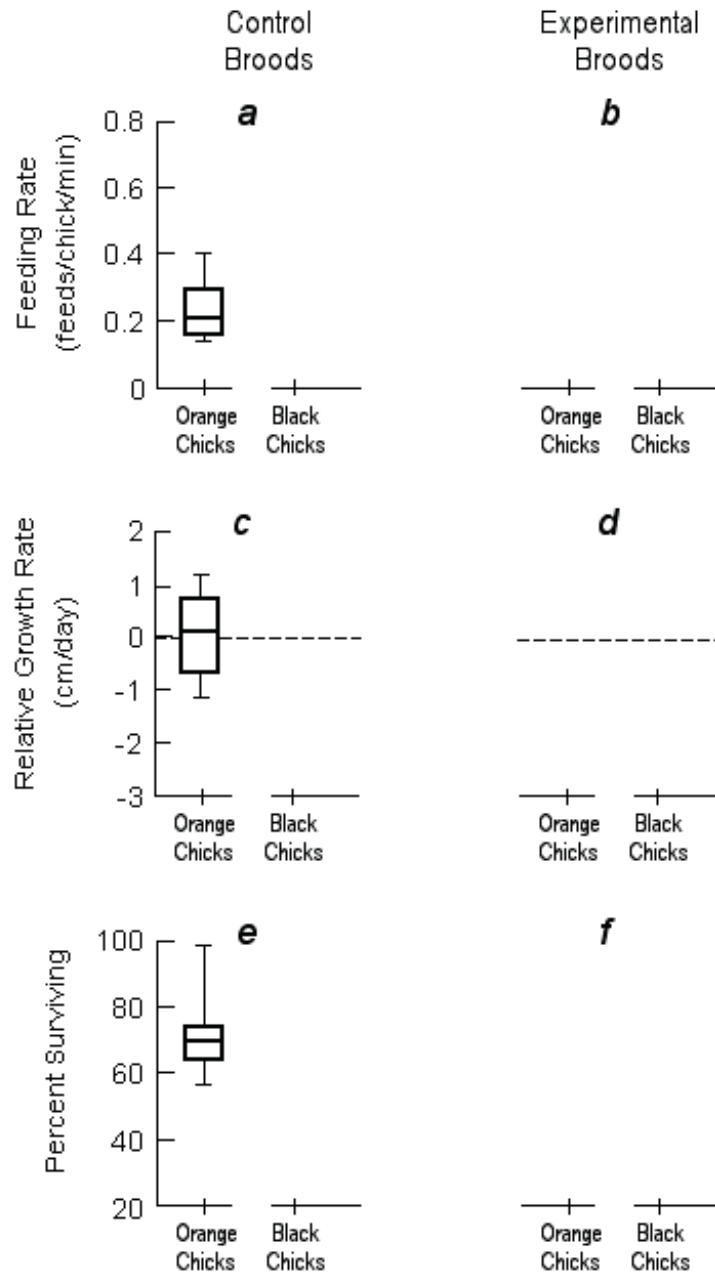 Control
Broods
Experimental
Broods
a
b
Feeding Rate
(feeds/chick/min)
0.8
0.6
0.4
0.2
0
Orange
Chicks
Black
Chicks
Orange
Chicks
Black
Chicks
c
d
Relative Growth Rate
(cm/day)
2
1
0
-1
-2
-3
Orange
Chicks
Black
Chicks
Orange
Chicks
Black
Chicks
e
f
Percent Surviving
100
80
60
40
20
Orange
Chicks
Black
Chicks
Orange
Chicks
Black
Chicks